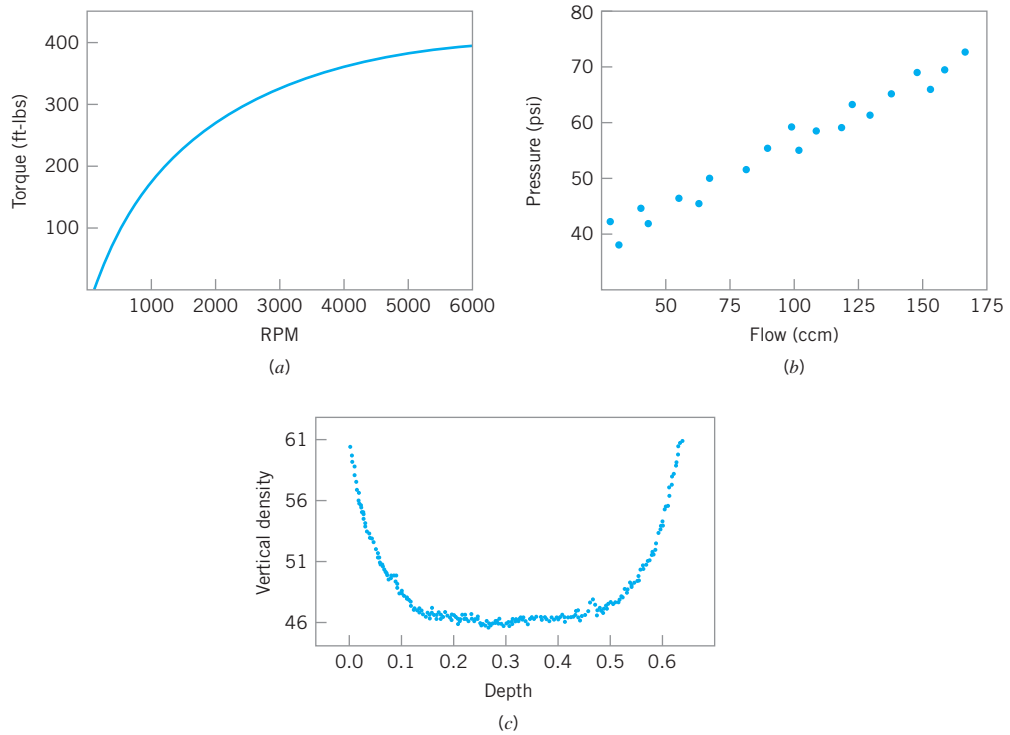 400
300
200
100
Torque (ft-lbs)
1000 2000 3000 4000 5000 6000
RPM
(a)
80
70
60
50
40
Pressure (psi)
50 75 100 125 150 175
Flow (ccm)
(b)
61
56
51
46
Vertical density
0.0 0.1 0.2 0.3 0.4 0.5 0.6
Depth
(c)